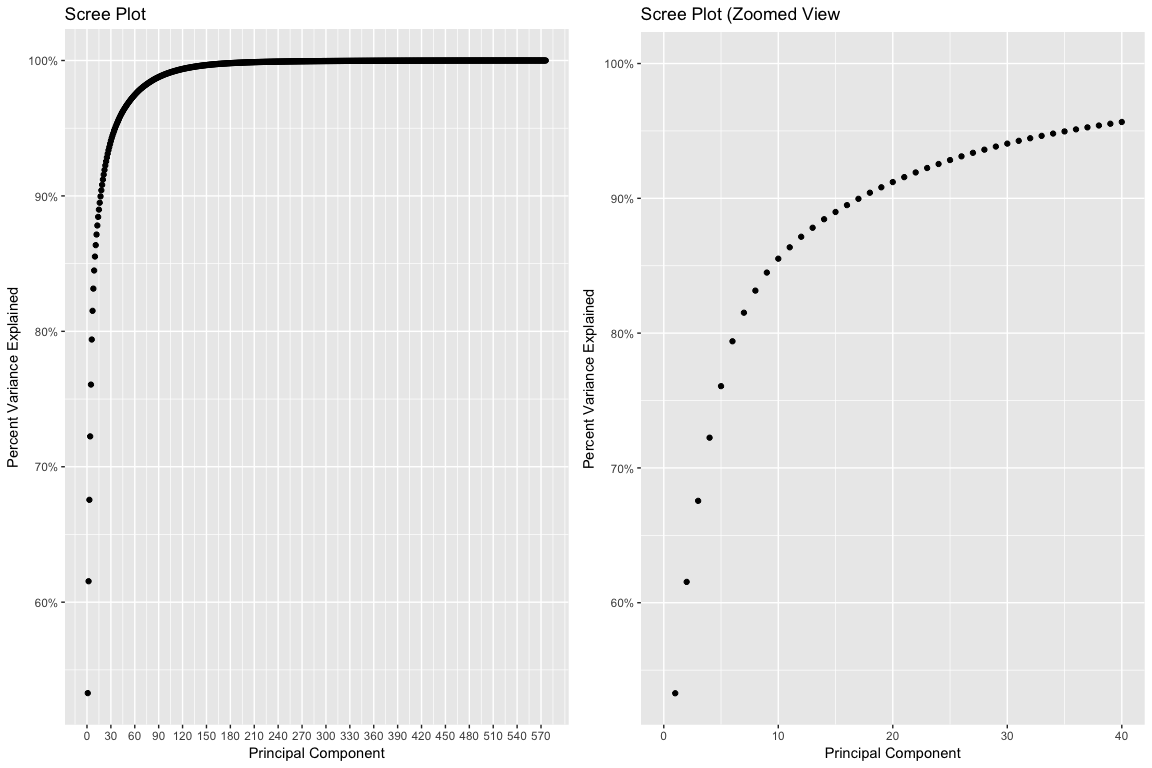 Scree Plot
100%
90%
80%
70%
60%
Percent Variance Explained
0 30 60 90 120 150 180 210 240 270 300 330 360 390 420 450 480 510 540 570
Principal Component
Scree Plot (Zoomed View
100%
90%
80%
70%
60%
Percent Variance Explained
0 10 20 30 40
Principal Component